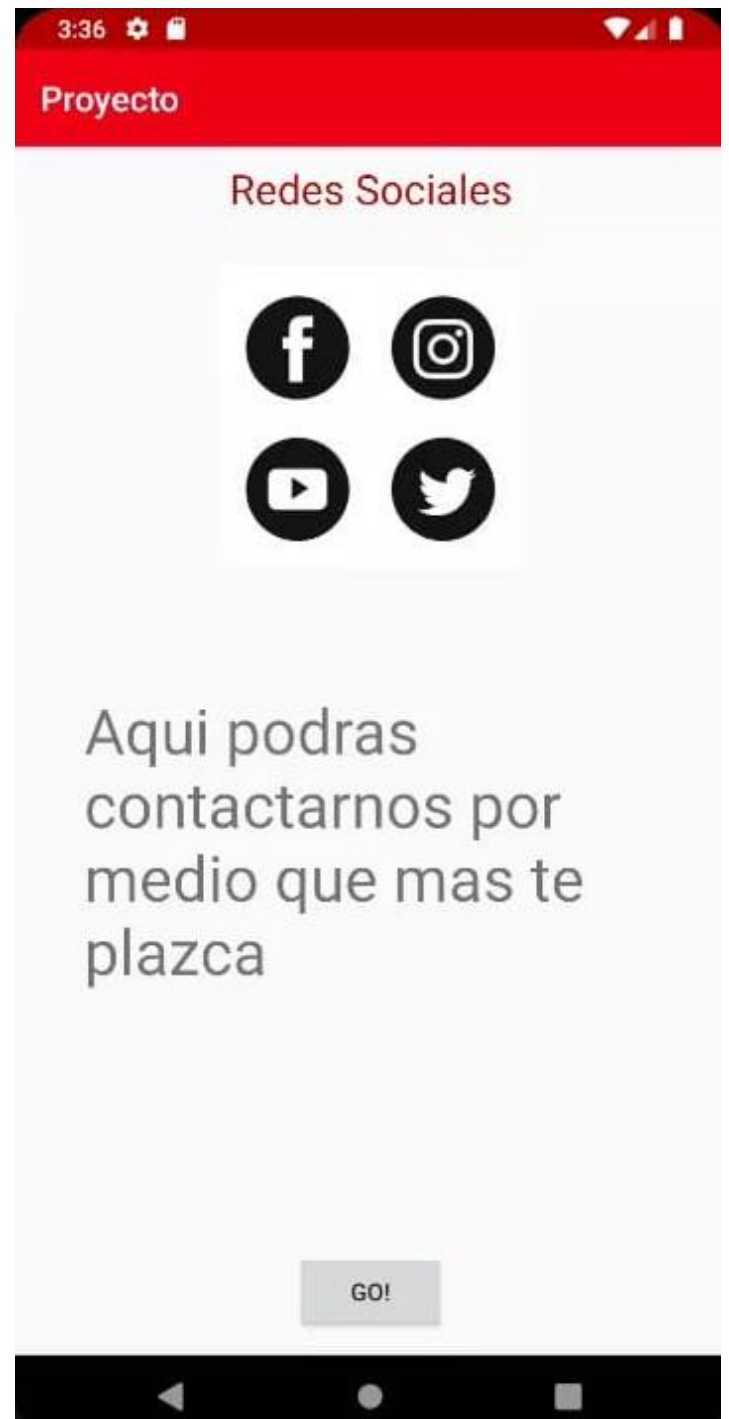 3:36
Proyecto
Redes Sociales
Aqui podras
contactarnos por
medio que mas te
plazca
GO!